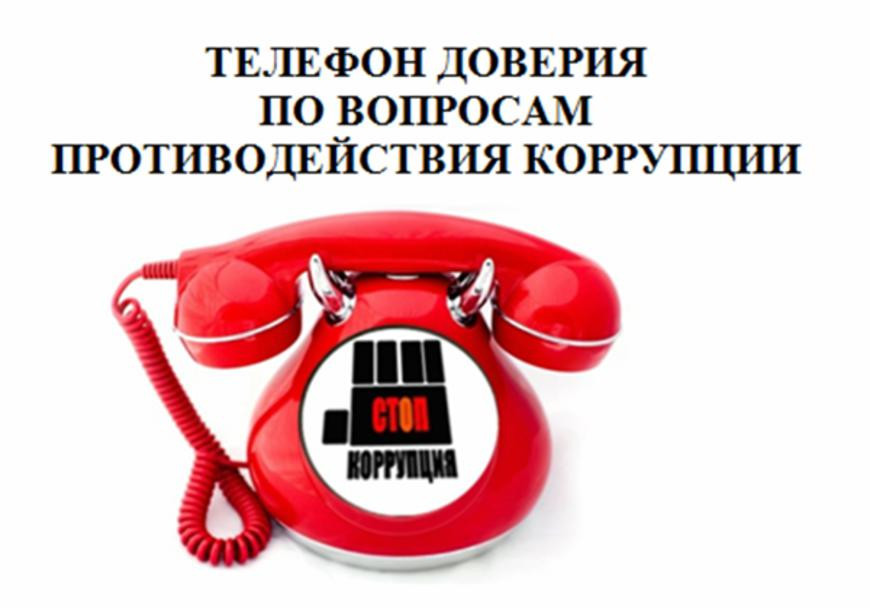 ТЕЛЕФОН ДОВЕРИЯ
ПО ВОПРОСАМ
ПРОТИВОДЕЙСТВИЯ КОРРУПЦИИ
СТОП
КОРРУПЦИЯ